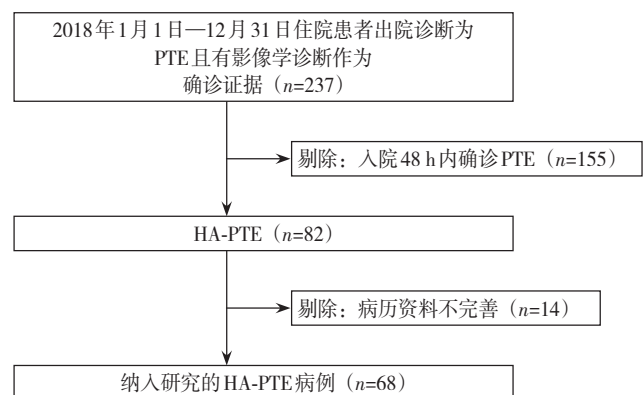 2018年1月1日—12月31日住院患者出院诊断为
PTE且有影像学诊断作为
确诊证据（n=237）
剔除：入院48 h内确诊PTE（n=155）
HA-PTE（n=82）
剔除：病历资料不完善（n=14）
纳入研究的HA-PTE病例（n=68）